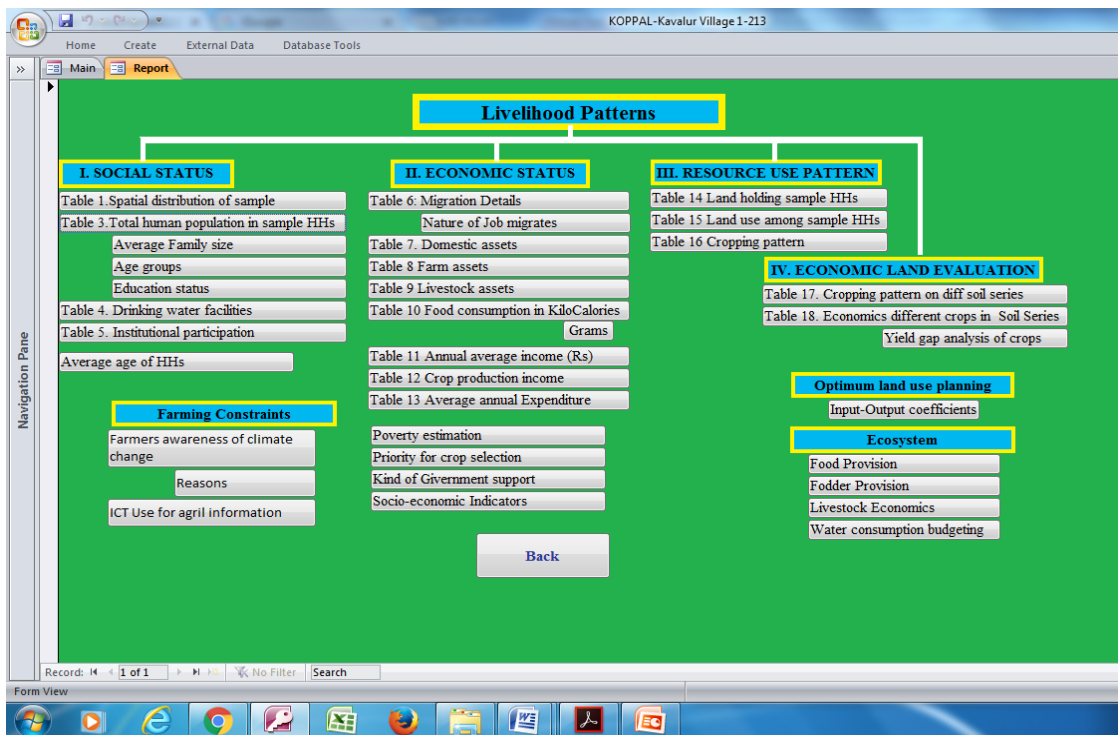 KOPPAL-Kavalur Village 1-213
Home Create External Data Database Tools
Main Report
Navigation Pane
Livelihood Patterns
I. SOCIAL STATUS
Table 1.Spatial distribution of sample
Table 3.Total human population in sample HHs
Average Family size
Age groups
Education status
Table 4. Drinking water facilities
Table 5. Institutional participation
Average age of HHs
Farming Constraints
Farmers awareness of climate
change
Reasons
ICT Use for agril information
II. ECONOMIC STATUS
Table 6: Migration Details
Nature of Job migrates
Table 7. Domestic assets
Table 8 Farm assets
Table 9 Livestock assets
Table 10 Food consumption in KiloCalories
Grams
Table 11 Annual average income (Rs)
Table 12 Crop production income
Table 13 Average annual Expenditure
Poverty estimation
Priority for crop selection
Kind of Givernment support
Socio-economic Indicators
Back
III. RESOURCE USE PATTERN
Table 14 Land holding sample HHs
Table 15 Land use among sample HHs
Table 16 Cropping pattern
IV. ECONOMIC LAND EVALUATION
Table 17. Cropping pattern on diff soil series
Table 18. Economics different crops in Soil Series
Yield gap analysis of crops
Optimum land use planning
Input-Output coefficients
Ecosystem
Food Provision
Fodder Provision
Livestock Economics
Water consumption budgeting
Record: 1 of 1 No Filter Search
Form View